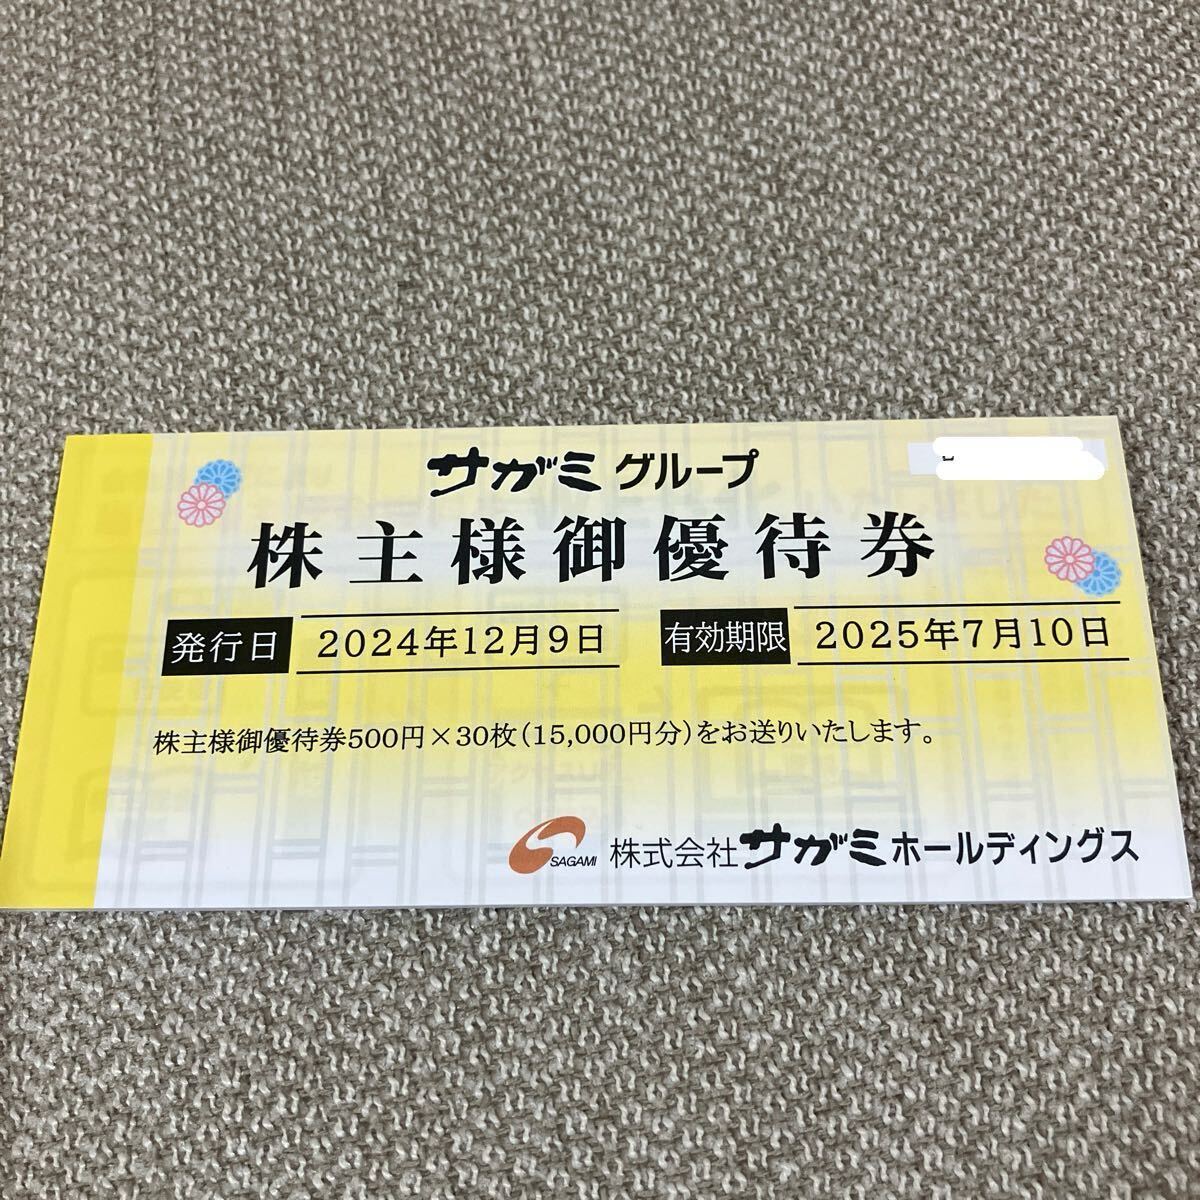 サガミグループ
株主様御優待券
発行日 2024年12月9日 有効期限 2025年7月10日
株主様御優待券500円×30枚(15,000円分)をお送りいたします。
SAGAMI 株式会社サガミホールディングス